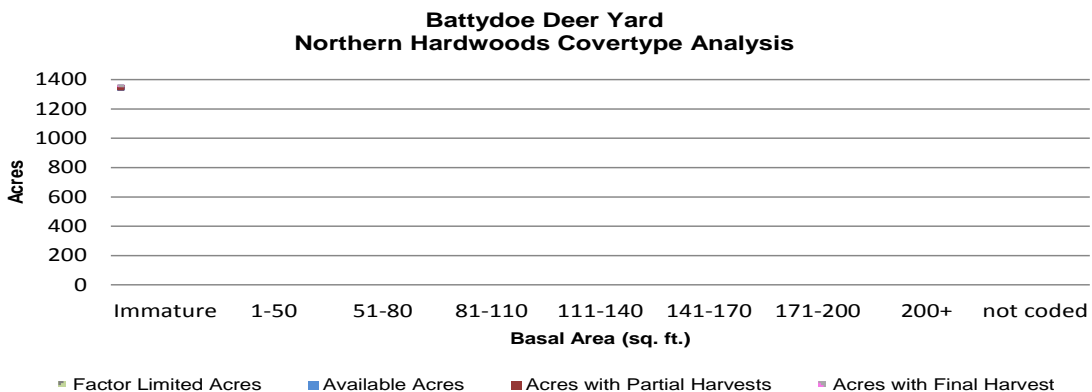 Battydoe Deer Yard
Northern Hardwoods Covertype Analysis
1400
1200
1000
800
600
400
200
0
Acres
Immature 1-50 51-80 81-110 111-140 141-170 171-200 200+ not coded
Basal Area (sq. ft.)
Factor Limited Acres Available Acres Acres with Partial Harvests Acres with Final Harvest